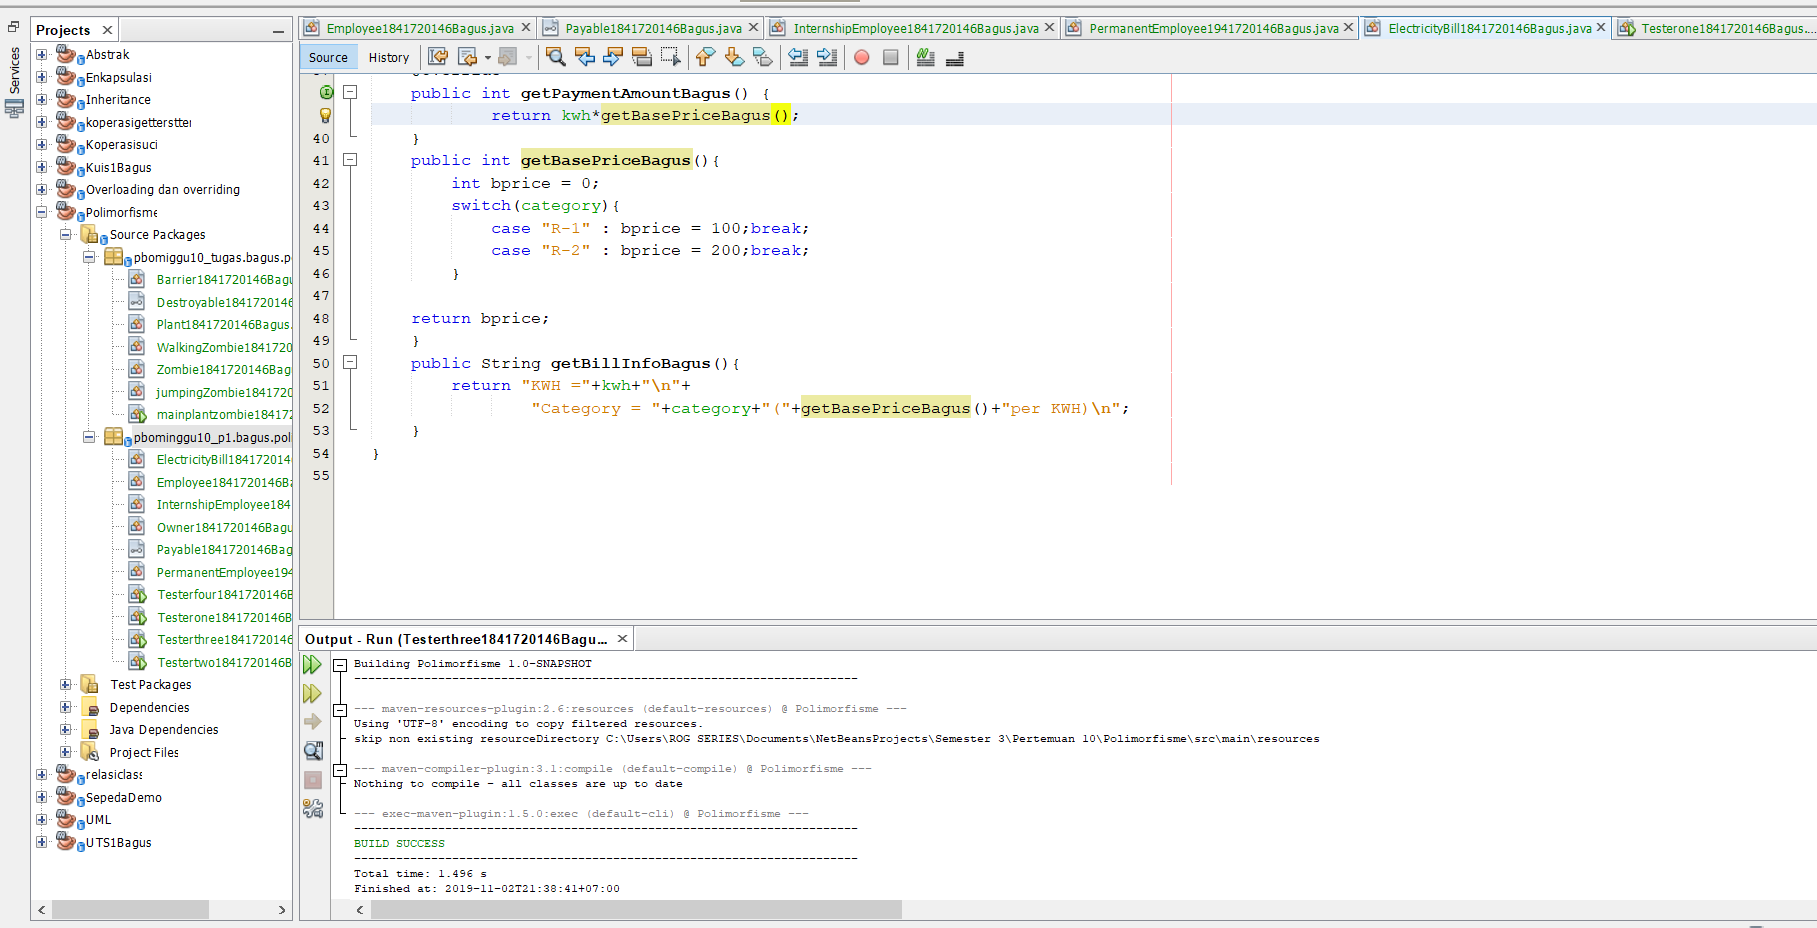 Services
Projects
Abstrak
Enkapsulasi
Inheritance
koperasigetterstter
Koperasisuci
Kuis1Bagus
Overloading dan overriding
Polimorfisme
Source Packages
pbomiggu10_tugas.bagus.p
Barrier1841720146Bagu
Destroyable1841720146
Plant1841720146Bagus.
WalkingZombie1841720
Zombie1841720146Bag
jumpingZombie184172
mainplantzombie18417
pbominggu10_p1.bagus.pol
ElectricityBill184172014
Employee1841720146Ba
InternshipEmployee184
Owner1841720146Bagu
Payable1841720146Bag
PermanentEmployee194
Testerfour1841720146B
Testerone1841720146B
Testerthree1841720146
Testertwo1841720146B
Test Packages
Dependencies
Java Dependencies
Project Files
relasiclass
SepedaDemo
UML
UTS1Bagus
Employee1841720146Bagus.java
Payable1841720146Bagus.java
InternshipEmployee1841720146Bagus.java
PermanentEmployee1941720146Bagus.java
ElectricityBill1841720146Bagus.java
Testerone1841720146Bagus....
Source History
public int getPaymentAmountBagus() {
return kwh*getBasePriceBagus();
40 }
41 public int getBasePriceBagus(){
42 int bprice = 0;
43 switch(category){
44 case "R-1" : bprice = 100;break;
45 case "R-2" : bprice = 200;break;
46 }
47
48 return bprice;
49 }
50 public String getBillInfoBagus(){
51 return "KWH ="+kwh+"\n"+
52 "Category = "+category+"("+getBasePriceBagus()+"per KWH)\n";
53 }
54 }
55
Output - Run (Testerthree1841720146Bagu...
Building Polimorfisme 1.0-SNAPSHOT
------------------------------------------------------------------------
--- maven-resources-plugin:2.6:resources (default-resources) @ Polimorfisme ---
Using 'UTF-8' encoding to copy filtered resources.
skip non existing resourceDirectory C:\Users\ROG SERIES\Documents\NetBeansProjects\Semester 3\Pertemuan 10\Polimorfisme\src\main\resources
--- maven-compiler-plugin:3.1:compile (default-compile) @ Polimorfisme ---
Nothing to compile - all classes are up to date
--- exec-maven-plugin:1.5.0:exec (default-cli) @ Polimorfisme ---
------------------------------------------------------------------------
BUILD SUCCESS
------------------------------------------------------------------------
Total time: 1.496 s
Finished at: 2019-11-02T21:38:41+07:00